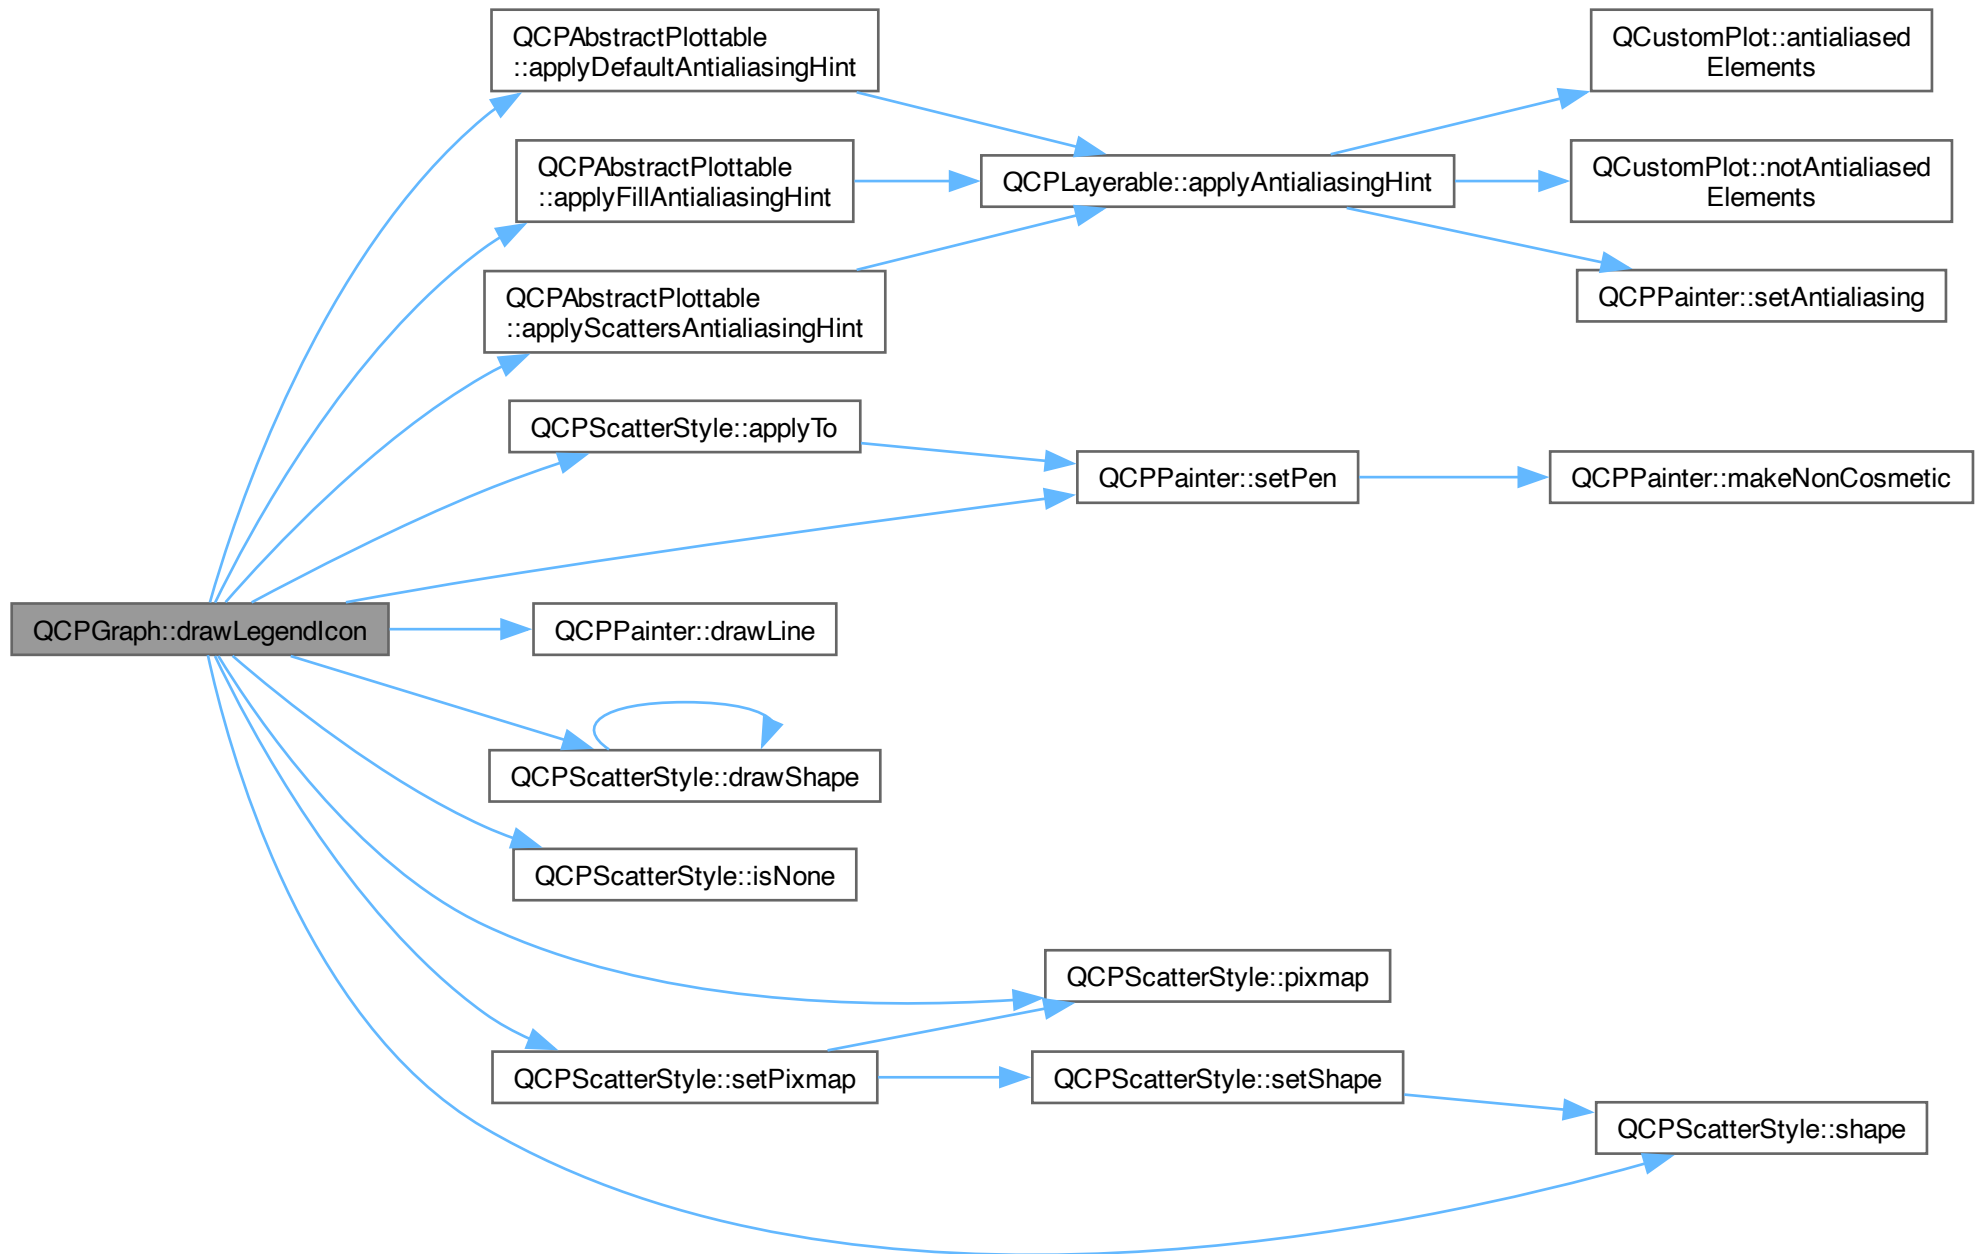 QCPAbstractPlottable
::applyDefaultAntialiasingHint
QCustomPlot::antialiased
Elements
QCPAbstractPlottable
::applyFillAntialiasingHint
QCPLayerable::applyAntialiasingHint
QCustomPlot::notAntialiased
Elements
QCPAbstractPlottable
::applyScattersAntialiasingHint
QCPPainter::setAntialiasing
QCPScatterStyle::applyTo
QCPPainter::setPen
QCPPainter::makeNonCosmetic
QCPGraph::drawLegendIcon
QCPPainter::drawLine
QCPScatterStyle::drawShape
QCPScatterStyle::isNone
QCPScatterStyle::pixmap
QCPScatterStyle::setPixmap
QCPScatterStyle::setShape
QCPScatterStyle::shape